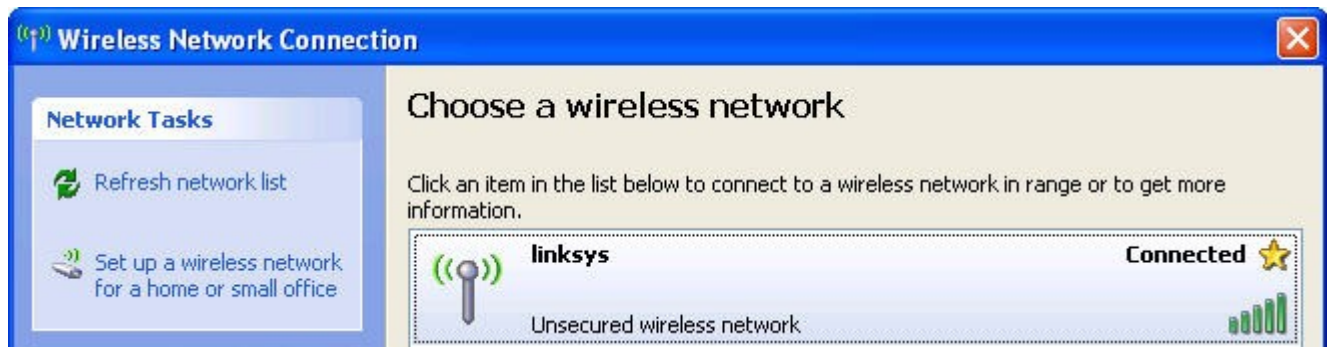 Wireless Network Connection
Network Tasks
Refresh network list
Set up a wireless network
for a home or small office
Choose a wireless network
Click an item in the list below to connect to a wireless network in range or to get more
information.
linksys
Connected
Unsecured wireless network